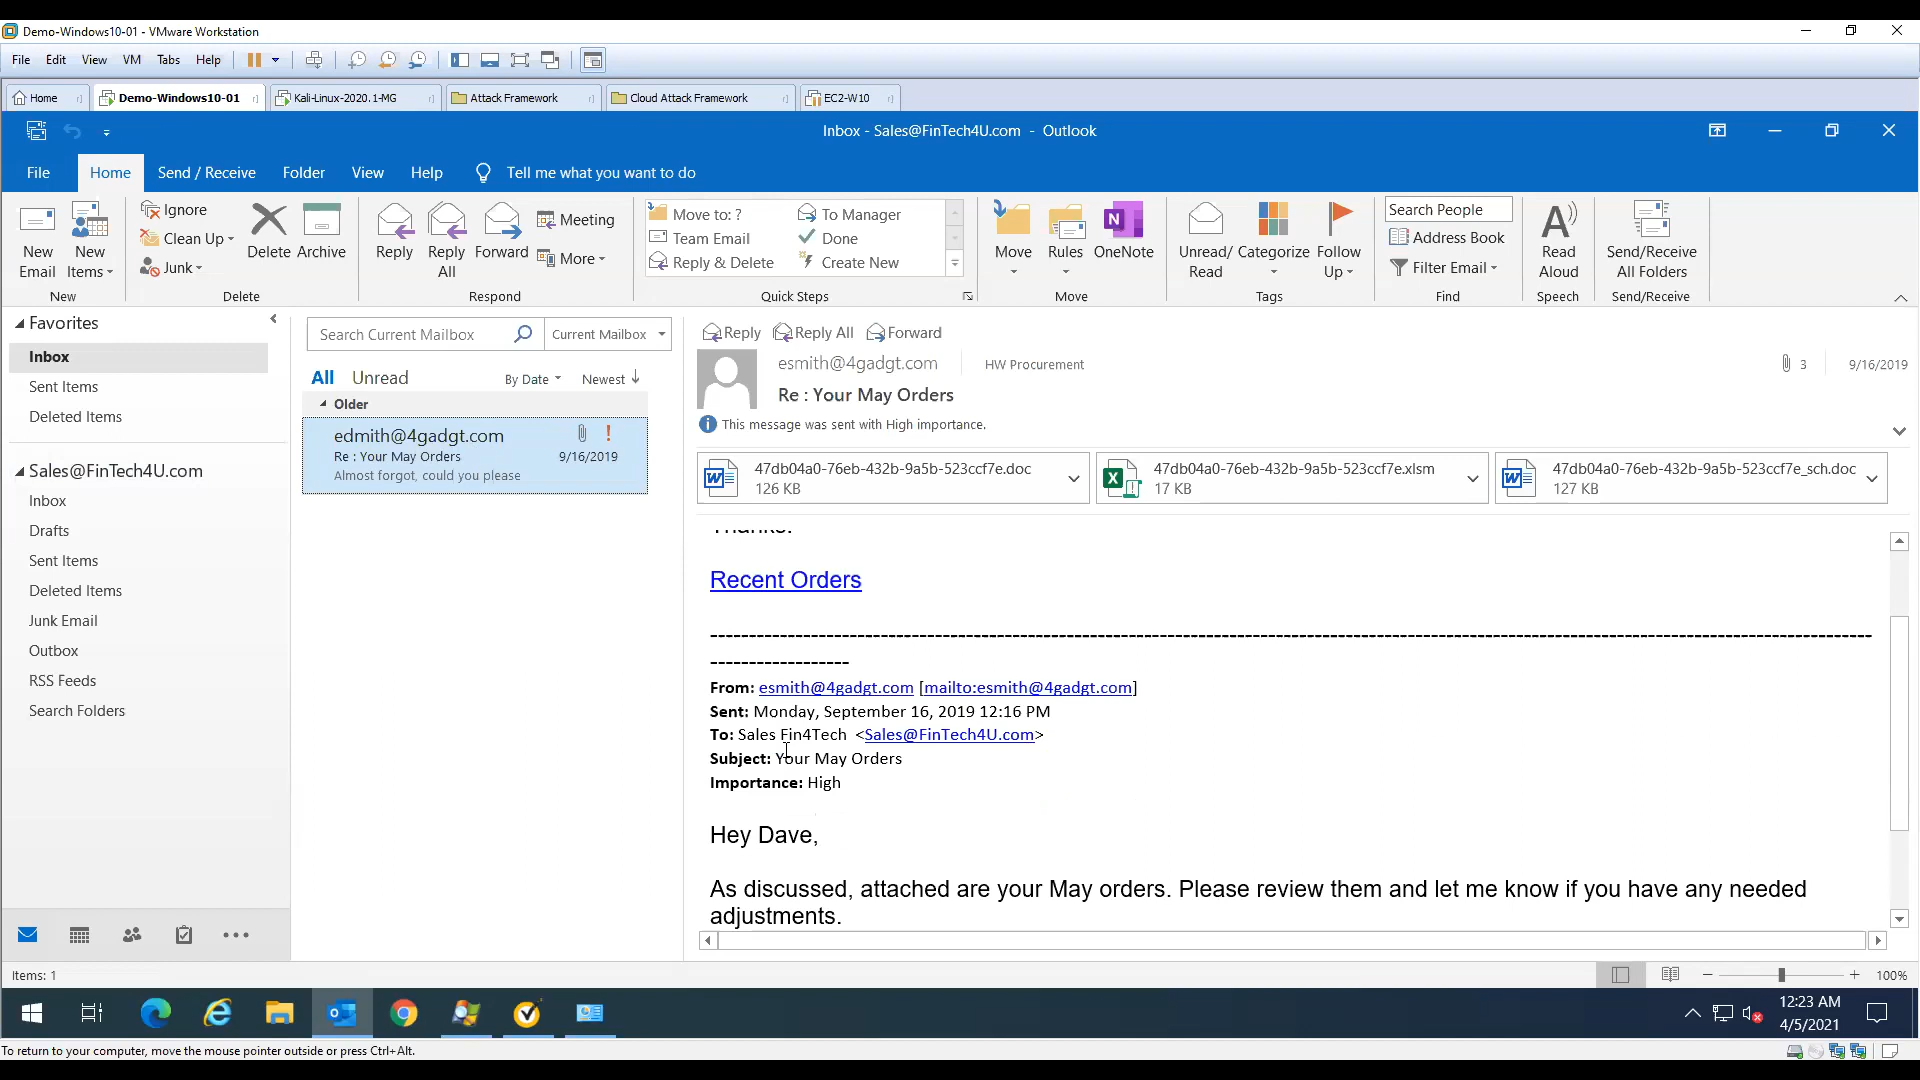 Demo-Windows10-01 - VMware Workstation
File Edit View VM Tabs Help
Home Demo-Windows10-01 Kali-Linux-2020.1-MG Attack Framework Cloud Attack Framework EC2-W10
Inbox - Sales@FinTech4U.com - Outlook
File Home Send / Receive Folder View Help Tell me what you want to do
New Email
New Items
New
Ignore
Clean Up
Junk
Delete
Archive
Delete
Reply
Reply All
Forward
Meeting
More
Respond
Move to: ?
Team Email
Reply & Delete
To Manager
Done
Create New
Quick Steps
Move
Rules
OneNote
Move
Unread/ Read
Categorize
Follow Up
Tags
Search People
Address Book
Filter Email
Find
Read Aloud
Speech
Send/Receive All Folders
Send/Receive
Favorites
Inbox
Sent Items
Deleted Items
Sales@FinTech4U.com
Inbox
Drafts
Sent Items
Deleted Items
Junk Email
Outbox
RSS Feeds
Search Folders
Search Current Mailbox Current Mailbox
All Unread By Date Newest
Older
edmith@4gadgt.com
Re : Your May Orders 9/16/2019
Almost forgot, could you please
Reply Reply All Forward
esmith@4gadgt.com HW Procurement 3 9/16/2019
Re : Your May Orders
This message was sent with High importance.
47db04a0-76eb-432b-9a5b-523ccf7e.doc
126 KB
47db04a0-76eb-432b-9a5b-523ccf7e.xlsm
17 KB
47db04a0-76eb-432b-9a5b-523ccf7e_sch.doc
127 KB
Thanks.
Recent Orders
------------------------------------------------------------------------------------------------------------------------------------------------------
------------------
From: esmith@4gadgt.com [mailto:esmith@4gadgt.com]
Sent: Monday, September 16, 2019 12:16 PM
To: Sales Fin4Tech <Sales@FinTech4U.com>
Subject: Your May Orders
Importance: High
Hey Dave,
As discussed, attached are your May orders. Please review them and let me know if you have any needed
adjustments.
Items: 1 100%
12:23 AM
4/5/2021
To return to your computer, move the mouse pointer outside or press Ctrl+Alt.